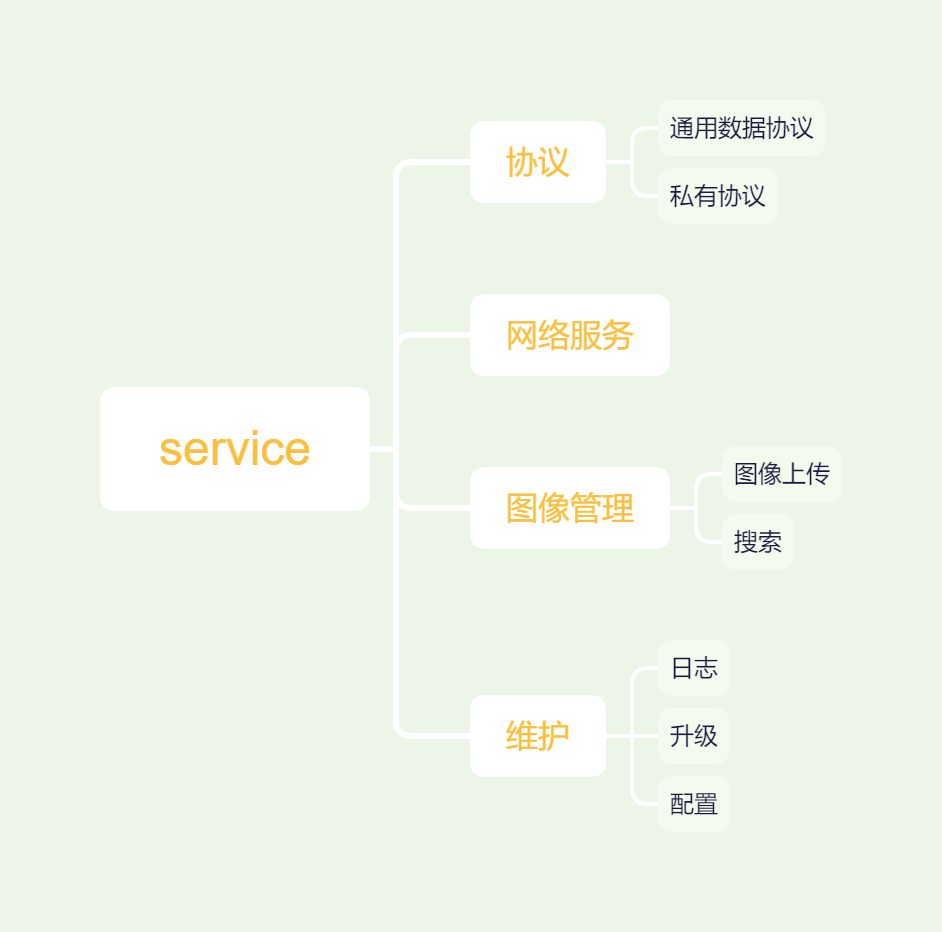 service
协议
通用数据协议
私有协议
网络服务
图像管理
图像上传
搜索
维护
日志
升级
配置